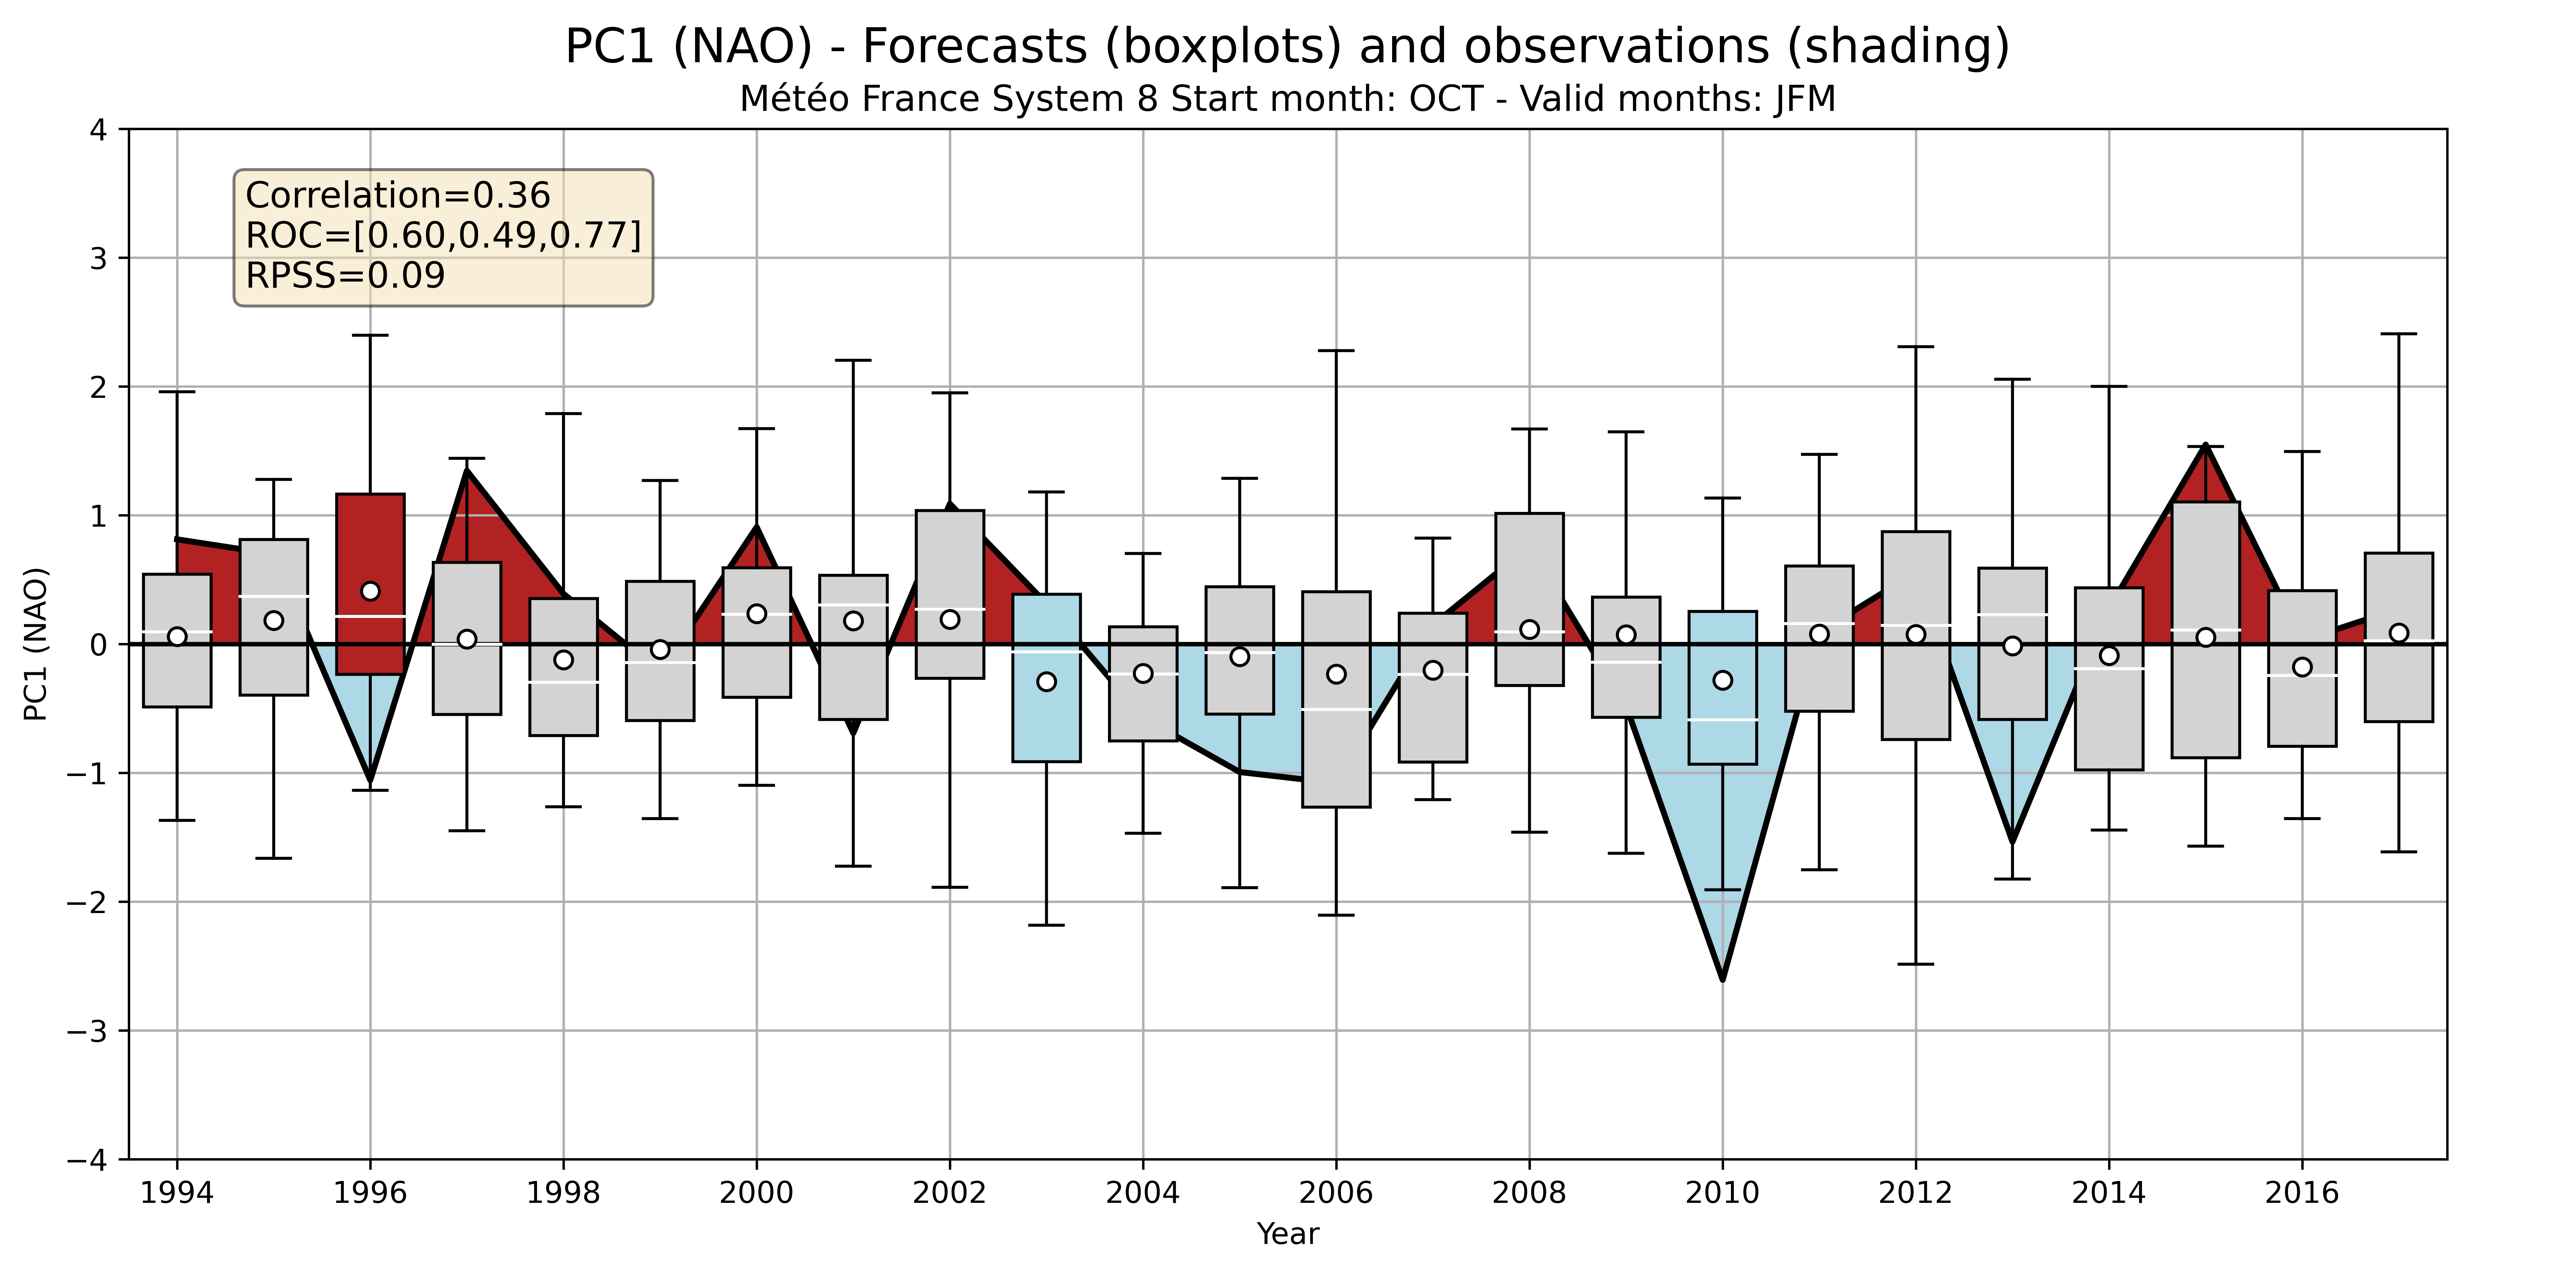 PC1 (NAO) - Forecasts (boxplots) and observations (shading)
Météo France System 8 Start month: OCT - Valid months: JFM
Correlation=0.36
ROC=[0.60,0.49,0.77]
RPSS=0.09
PC1 (NAO)
4
3
2
1
0
−1
−2
−3
−4
1994 1996 1998 2000 2002 2004 2006 2008 2010 2012 2014 2016
Year